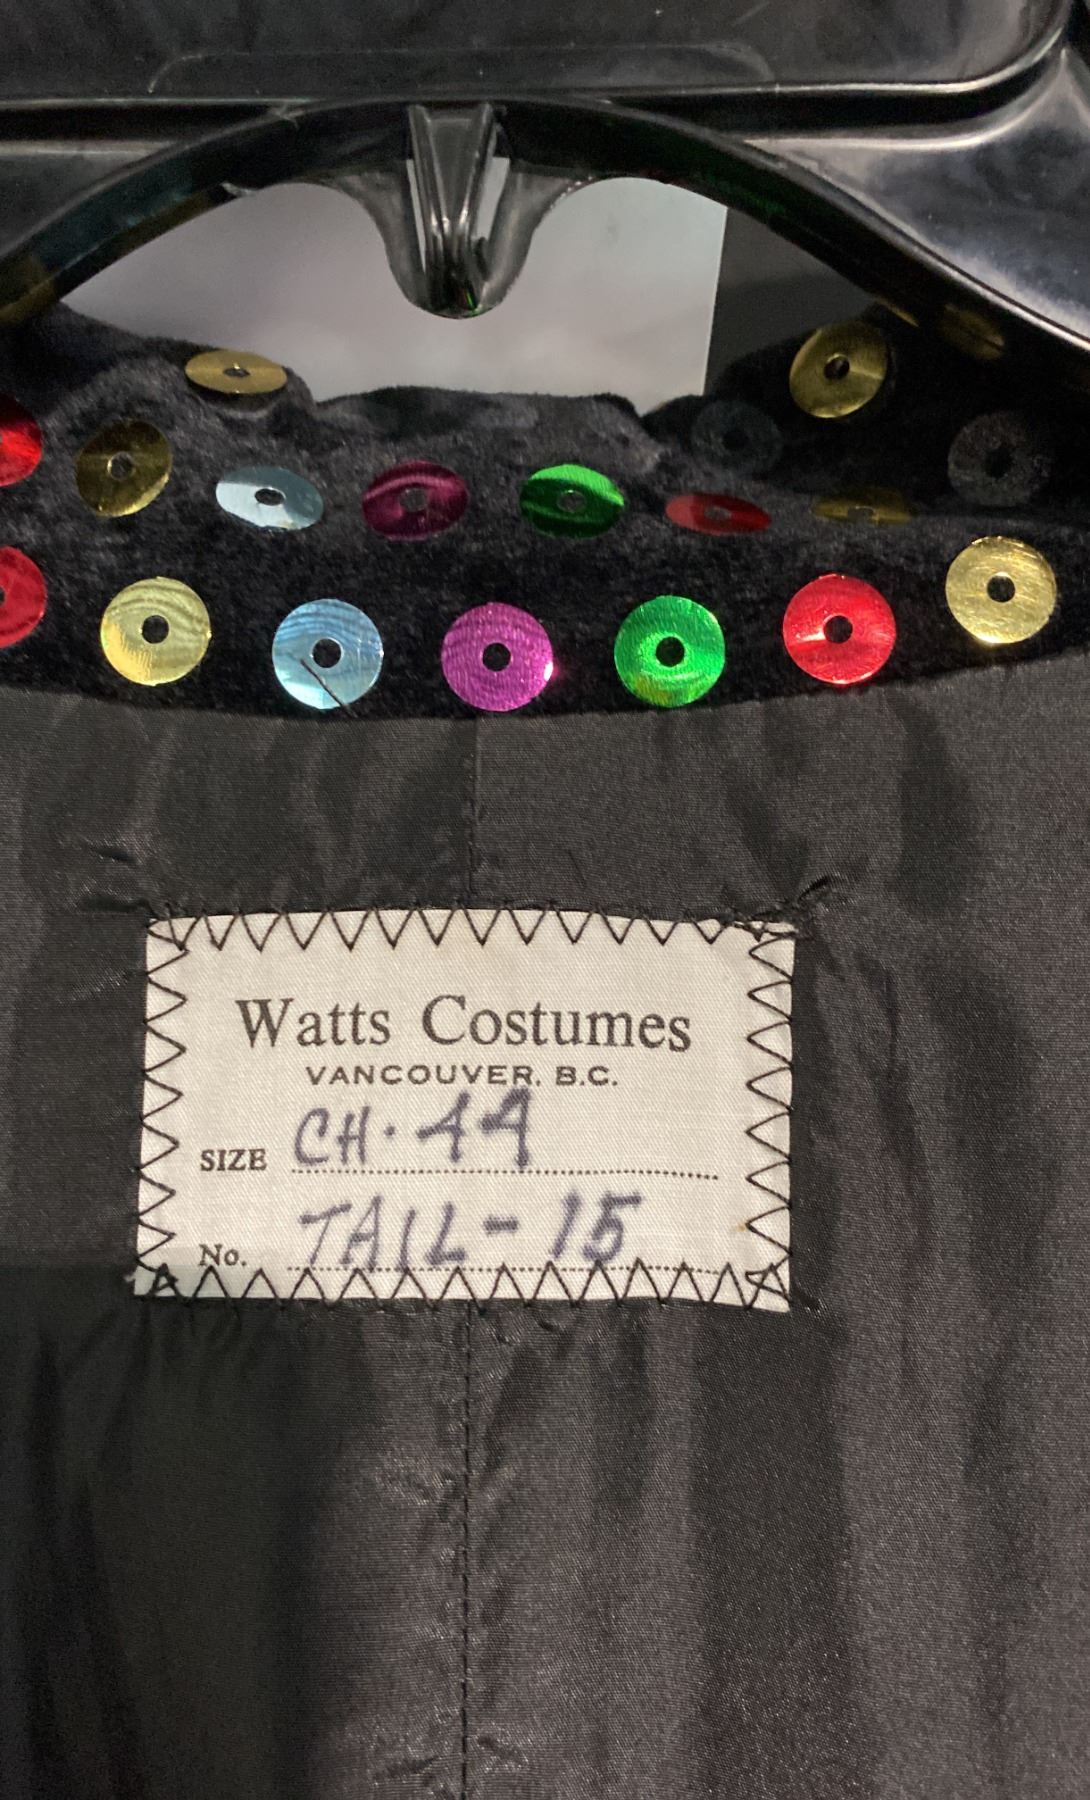 Watts Costumes
VANCOUVER, B.C.
SIZE CH. 44
No. TAIL-15